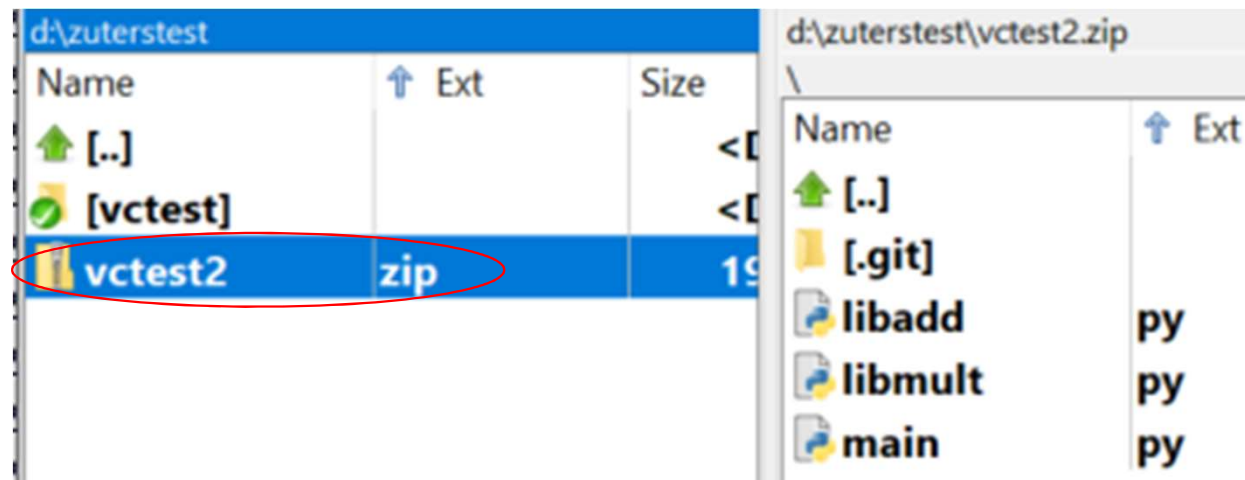 d:\zuterstest
Name Ext Size
[..] <D
[vctest] <D
vctest2 zip 19
d:\zuterstest\vctest2.zip
\
Name Ext
[..]
[.git]
libadd py
libmult py
main py